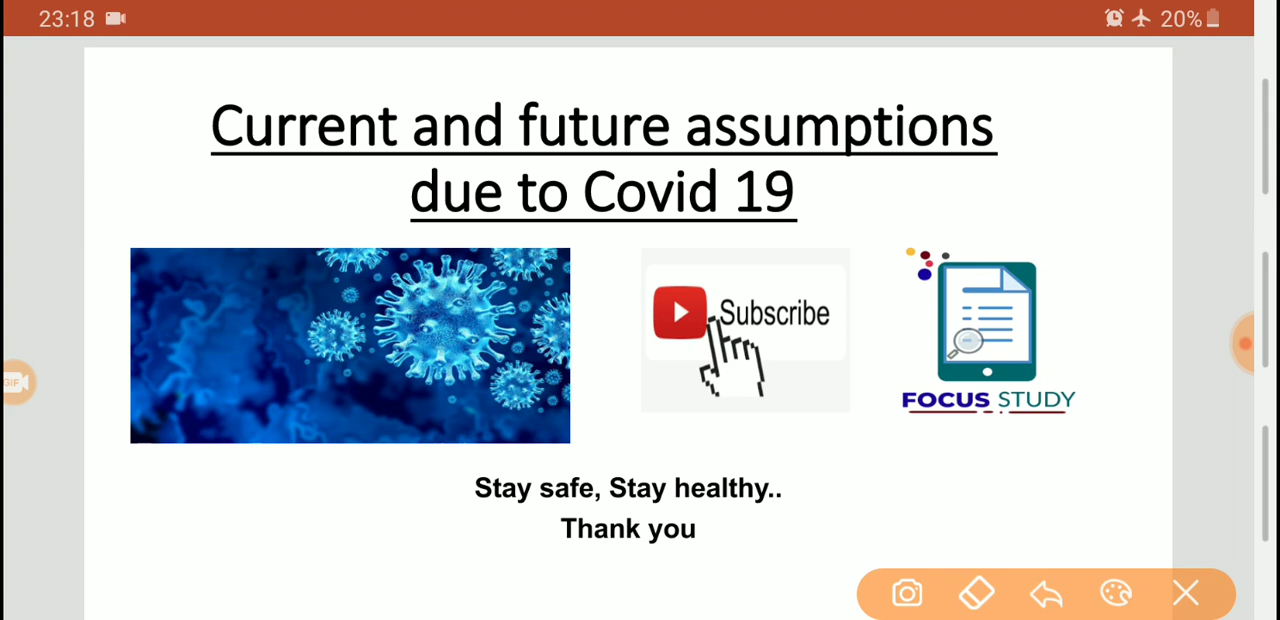 23:18
20%
Current and future assumptions
due to Covid 19
Subscribe
FOCUS STUDY
GIF
Stay safe, Stay healthy..
Thank you